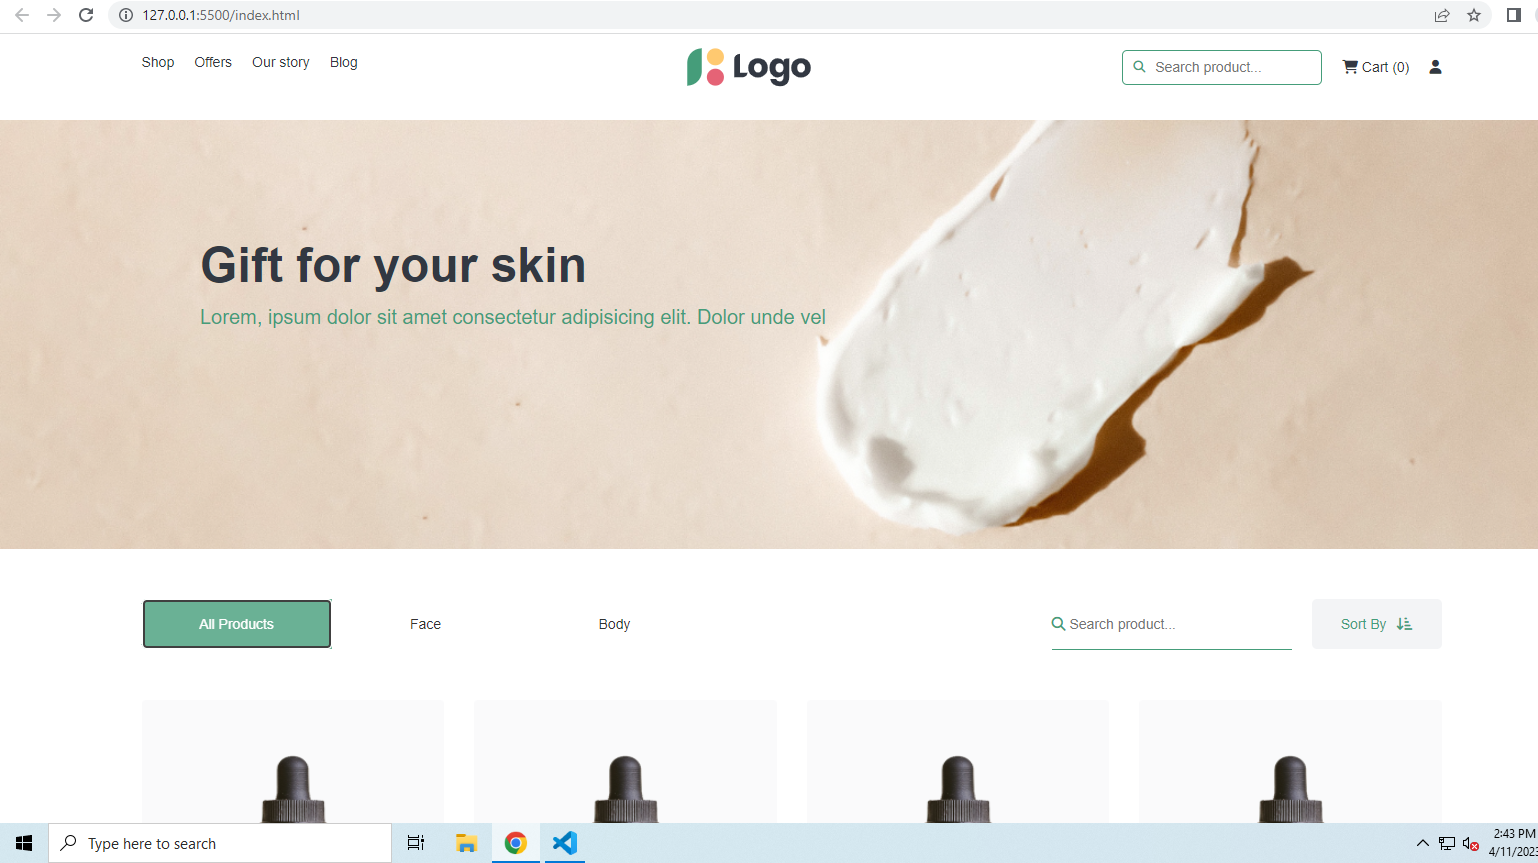 127.0.0.1:5500/index.html
Shop Offers Our story Blog
Logo
Search product...
Cart (0)
Gift for your skin
Lorem, ipsum dolor sit amet consectetur adipisicing elit. Dolor unde vel
All Products Face Body
Search product...
Sort By
Type here to search
2:43 PM
4/11/2023